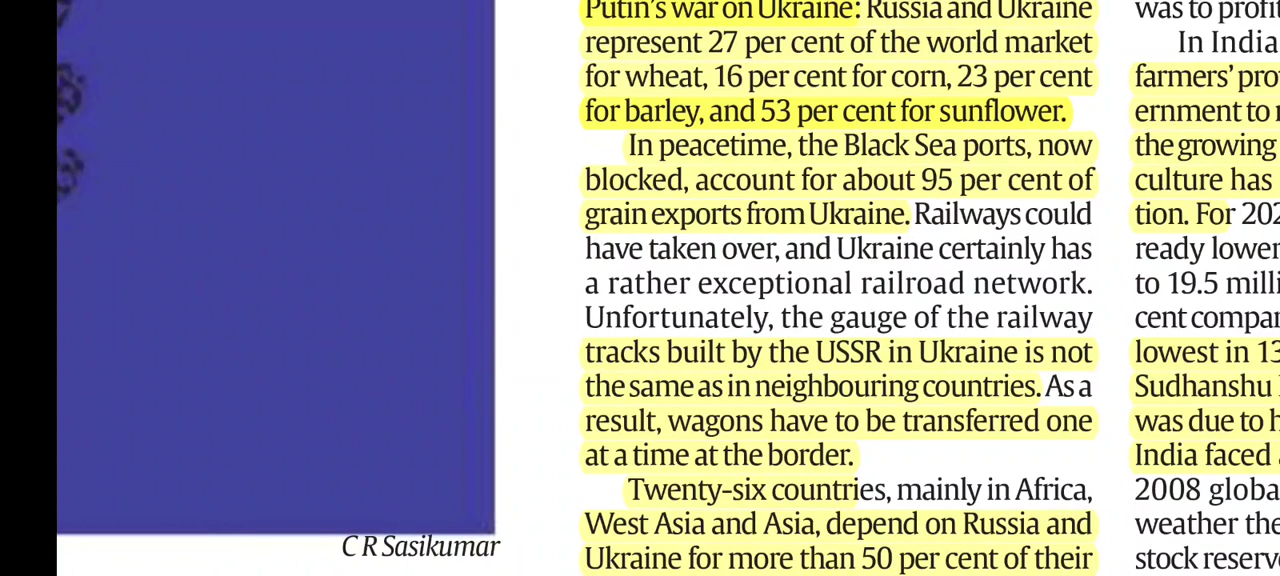 Putin's war on Ukraine: Russia and Ukraine
represent 27 per cent of the world market
for wheat, 16 per cent for corn, 23 per cent
for barley, and 53 per cent for sunflower.
In peacetime, the Black Sea ports, now
blocked, account for about 95 per cent of
grain exports from Ukraine. Railways could
have taken over, and Ukraine certainly has
a rather exceptional railroad network.
Unfortunately, the gauge of the railway
tracks built by the USSR in Ukraine is not
the same as in neighbouring countries. As a
result, wagons have to be transferred one
at a time at the border.
Twenty-six countries, mainly in Africa,
West Asia and Asia, depend on Russia and
Ukraine for more than 50 per cent of their
was to profit
In India
farmers' pro
ernment to
the growing
culture has
tion. For 202
ready lower
to 19.5 milli
cent compar
lowest in 13
Sudhanshu
was due to h
India faced
2008 globa
weather the
stock reserv
C R Sasikumar